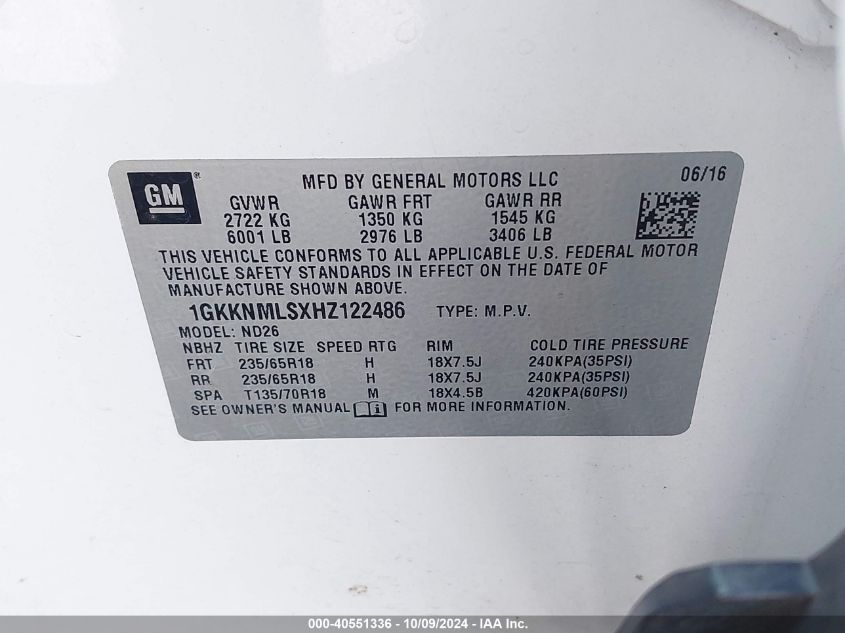 GM®
MFD BY GENERAL MOTORS LLC 06/16
GVWR GAWR FRT GAWR RR
2722 KG 1350 KG 1545 KG
6001 LB 2976 LB 3406 LB
THIS VEHICLE CONFORMS TO ALL APPLICABLE U.S. FEDERAL MOTOR
VEHICLE SAFETY STANDARDS IN EFFECT ON THE DATE OF
MANUFACTURE SHOWN ABOVE.
1GKKNMLSXHZ122486 TYPE: M.P.V.
MODEL: ND26
NBHZ TIRE SIZE SPEED RTG RIM COLD TIRE PRESSURE
FRT 235/65R18 H 18X7.5J 240KPA(35PSI)
RR 235/65R18 H 18X7.5J 240KPA(35PSI)
SPA T135/70R18 M 18X4.5B 420KPA(60PSI)
SEE OWNER'S MANUAL FOR MORE INFORMATION.
000-40551336 - 10/09/2024 - IAA Inc.